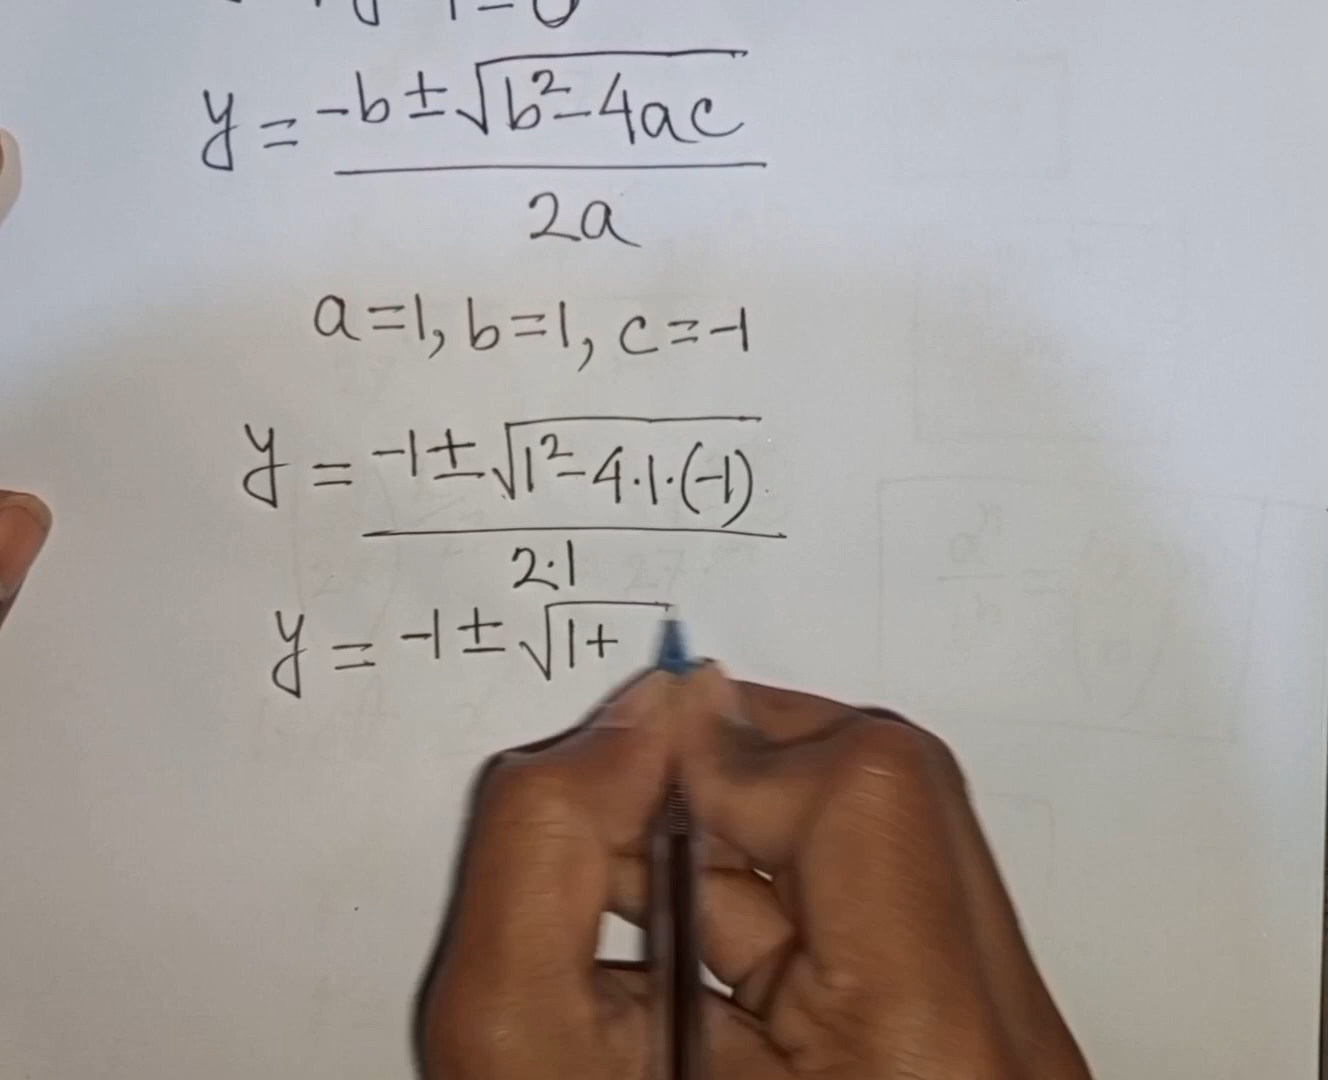 y = -b ± √b² - 4ac
2a
a = 1, b = 1, c = -1
y = -1 ± √1² - 4·1·(-1)
2·1
y = -1 ± √1 +